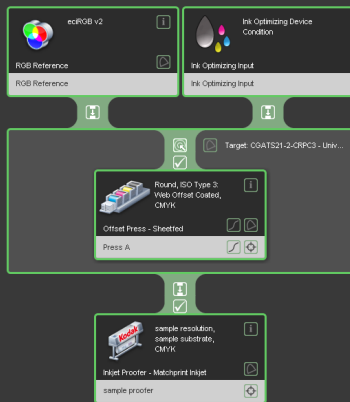 eciRGB v2
RGB Reference
RGB Reference
Ink Optimizing Device
Condition
Ink Optimizing Input
Ink Optimizing Input
Target: CGATS21-2-CRPC3 - Univ...
Round, ISO Type 3:
Web Offset Coated,
CMYK
Offset Press - Sheetfed
Press A
Kodak
sample resolution,
sample substrate,
CMYK
Inkjet Proofer - Matchprint Inkjet
sample proofer